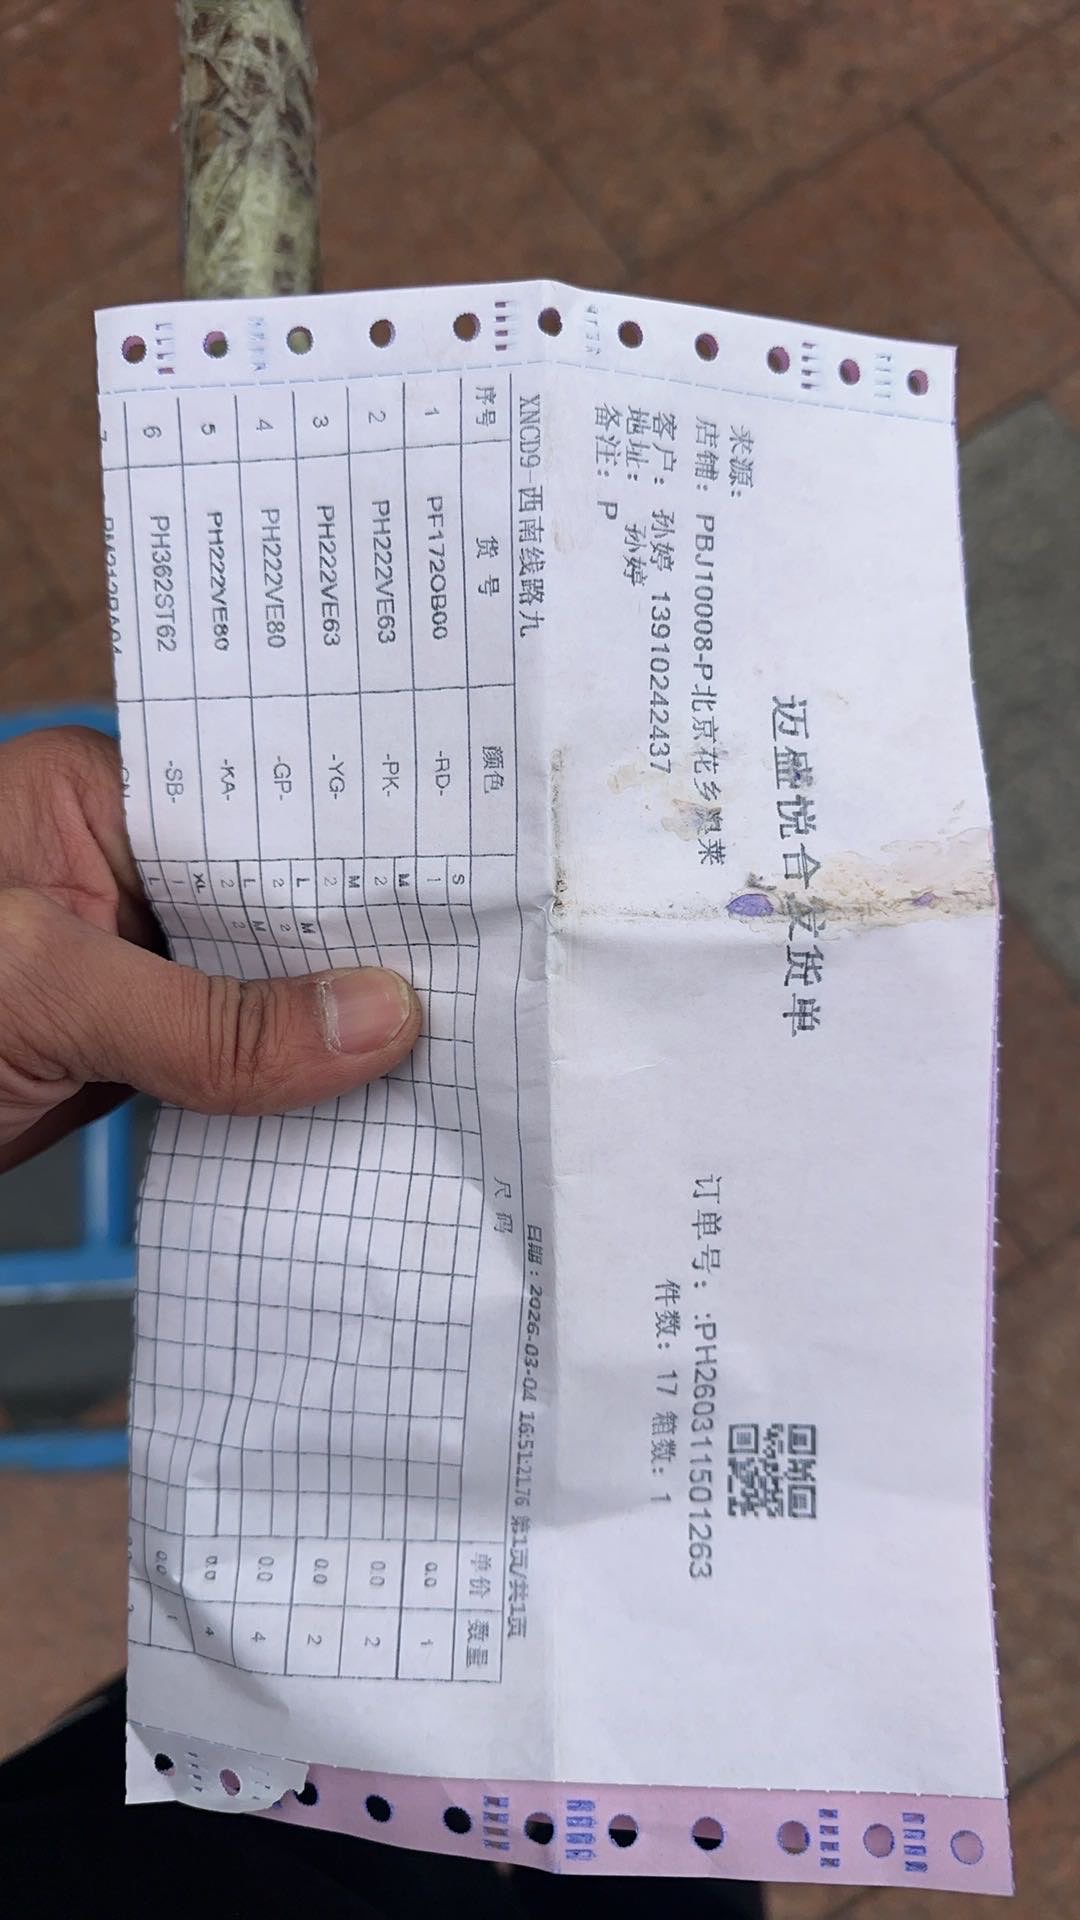 迈盛悦合发货单
来源:
店铺: PBJ10008-P北京花乡奥莱 订单号: :PH260311501263
客户: 孙婷 13910242437 件数: 17 箱数: 1
地址: 孙婷
备注: P
XNCD9-西南线路九 日期：2026-03-04 16:51:21.76 第1页/共1页
序号 货号 颜色 尺码 单价 数量
S
1 PF172OB00 -RD- 1 0.0 1
M
2 PH222VE63 -PK- 2 0.0 2
M
3 PH222VE63 -YG- 2 0.0 2
L M
4 PH222VE80 -GP- 2 2 0.0 4
L M
5 PH222VE80 -KA- 2 2 0.0 4
XL
6 PH362ST62 -SB- 1 0.0 1
L